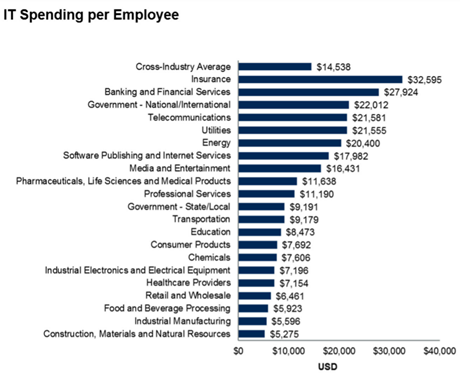 IT Spending per Employee
Cross-Industry Average $14,538
Insurance $32,595
Banking and Financial Services $27,924
Government - National/International $22,012
Telecommunications $21,581
Utilities $21,555
Energy $20,400
Software Publishing and Internet Services $17,982
Media and Entertainment $16,431
Pharmaceuticals, Life Sciences and Medical Products $11,638
Professional Services $11,190
Government - State/Local $9,191
Transportation $9,179
Education $8,473
Consumer Products $7,692
Chemicals $7,606
Industrial Electronics and Electrical Equipment $7,196
Healthcare Providers $7,154
Retail and Wholesale $6,461
Food and Beverage Processing $5,923
Industrial Manufacturing $5,596
Construction, Materials and Natural Resources $5,275
$0 $10,000 $20,000 $30,000 $40,000
USD